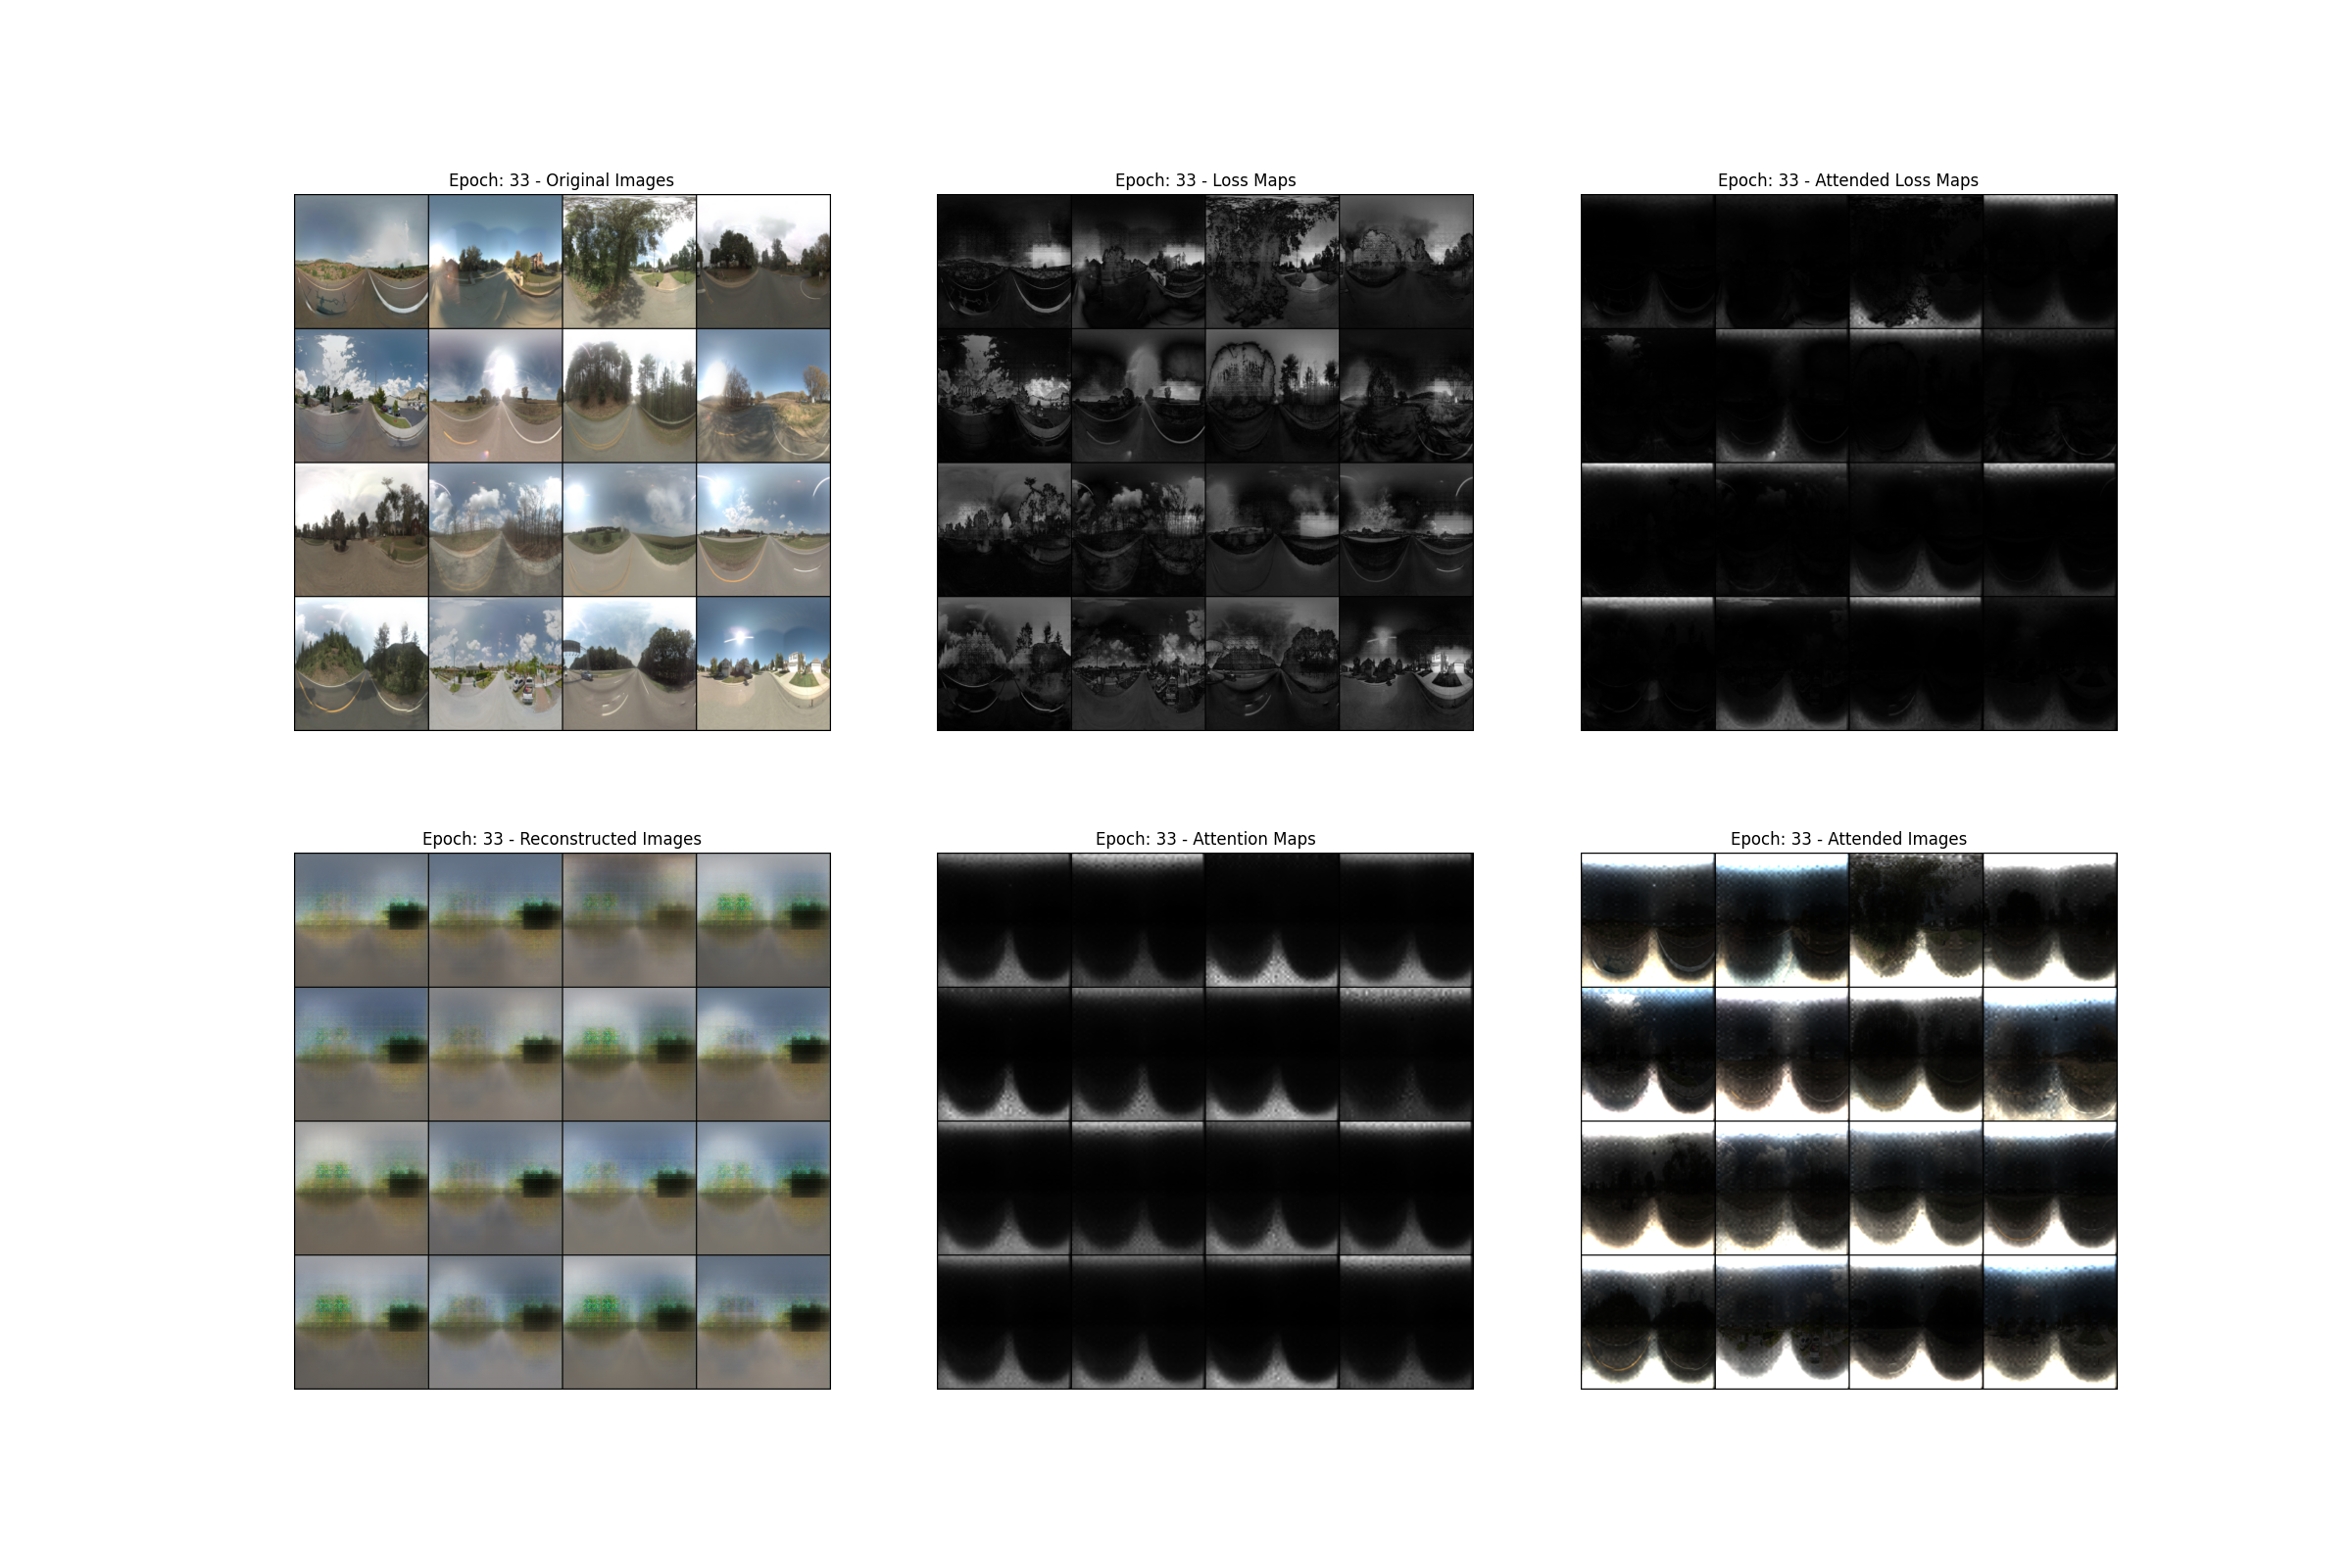 Epoch: 33 - Original Images
Epoch: 33 - Loss Maps
Epoch: 33 - Attended Loss Maps
Epoch: 33 - Reconstructed Images
Epoch: 33 - Attention Maps
Epoch: 33 - Attended Images